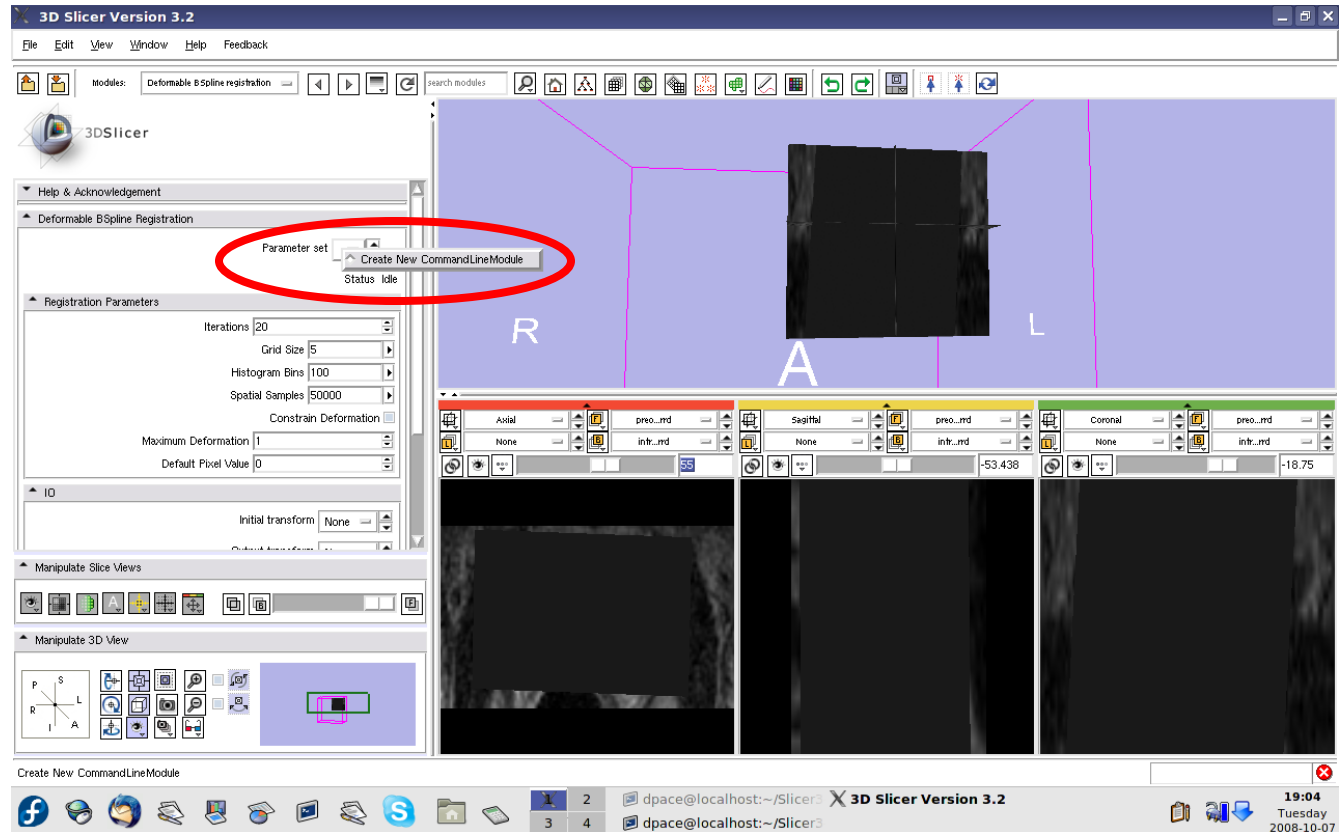 3D Slicer Version 3.2
File Edit View Window Help Feedback
Modules: Deformable BSpline registration search modules
3DSlicer
Help & Acknowledgement
Deformable BSpline Registration
Parameter set
Create New CommandLineModule
Status Idle
Registration Parameters
Iterations 20
Grid Size 5
Histogram Bins 100
Spatial Samples 50000
Constrain Deformation
Maximum Deformation 1
Default Pixel Value 0
IO
Initial transform None
Manipulate Slice Views
Manipulate 3D View
P S L R I A
R A L
Axial F preo...rrd
L None B intr...rrd
55
Sagittal F preo...rrd
L None B intr...rrd
-53.438
Coronal F preo...rrd
L None B intr...rrd
-18.75
Create New CommandLineModule
1 2
3 4
dpace@localhost:~/Slicer3
3D Slicer Version 3.2
dpace@localhost:~/Slicer3
19:04
Tuesday
2008-10-07